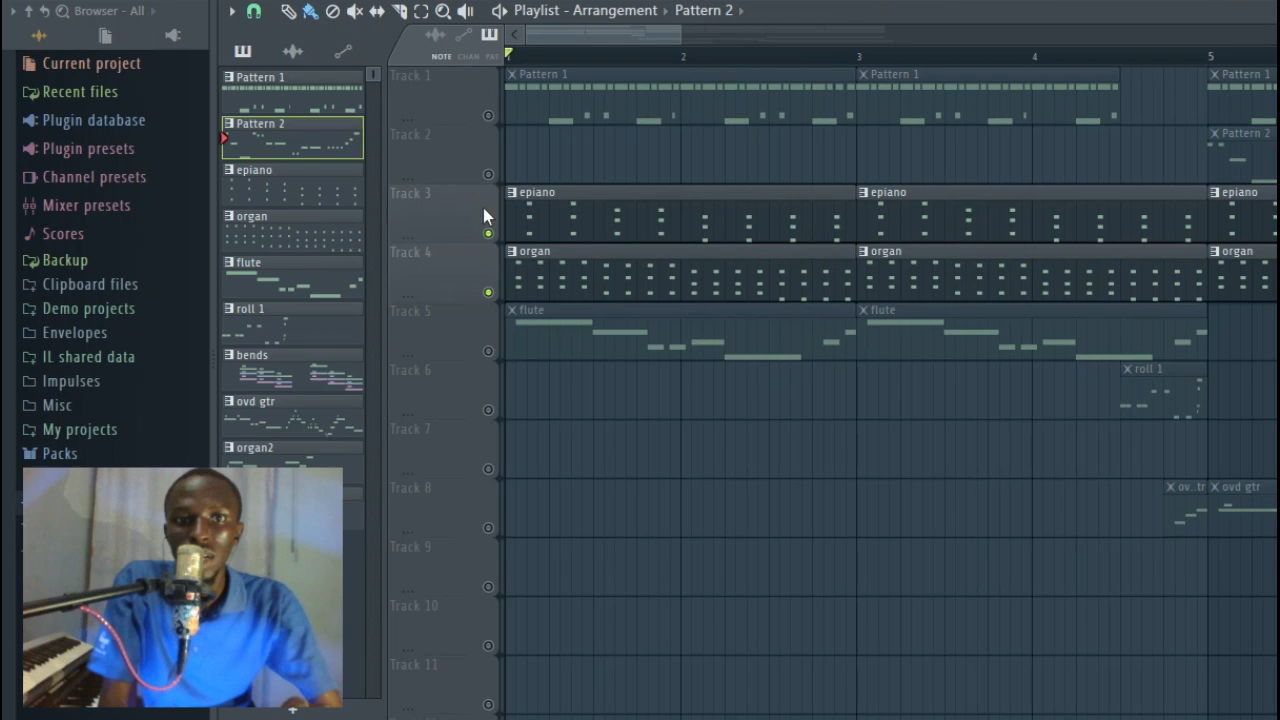 Browser - All
Playlist - Arrangement › Pattern 2 ›
NOTE CHAN PAT
Current project
Recent files
Plugin database
Plugin presets
Channel presets
Mixer presets
Scores
Backup
Clipboard files
Demo projects
Envelopes
IL shared data
Impulses
Misc
My projects
Packs
Pattern 1
Pattern 2
epiano
organ
flute
roll 1
bends
ovd gtr
organ2
2 3 4 5
Track 1
Pattern 1 Pattern 1 Pattern 1
Track 2
Pattern 2
Track 3
epiano epiano epiano
Track 4
organ organ organ
Track 5
flute flute
Track 6
roll 1
Track 7
Track 8
ov..tr ovd gtr
Track 9
Track 10
Track 11